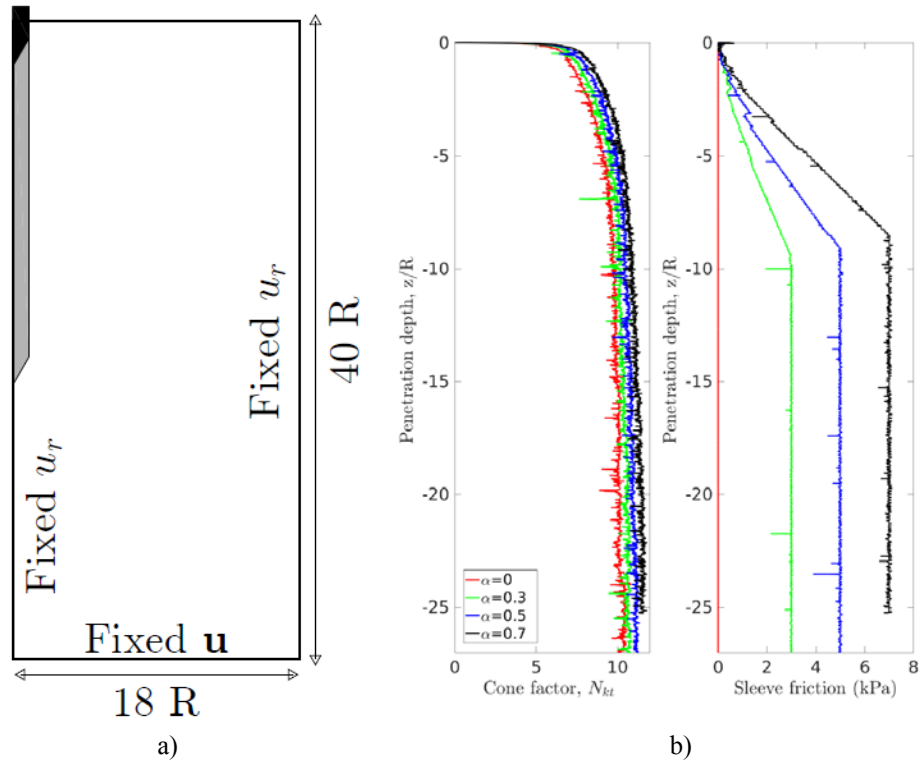 Fixed u_r
Fixed u_r
40 R
Fixed u
18 R
a)
0
-5
-10
-15
-20
-25
Penetration depth, z/R
α=0
α=0.3
α=0.5
α=0.7
0 5 10
Cone factor, N_kt
0
-5
-10
-15
-20
-25
Penetration depth, z/R
0 2 4 6 8
Sleeve friction (kPa)
b)